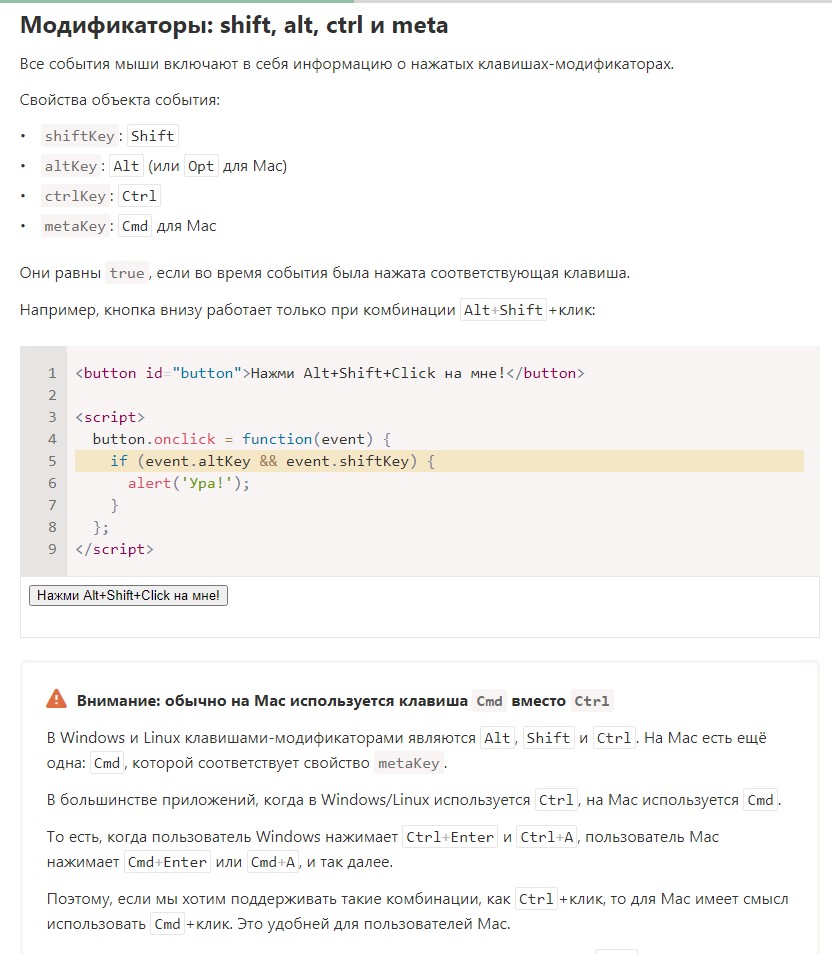 Модификаторы: shift, alt, ctrl и meta
Все события мыши включают в себя информацию о нажатых клавишах-модификаторах.
Свойства объекта события:
• shiftKey: Shift
• altKey: Alt (или Opt для Mac)
• ctrlKey: Ctrl
• metaKey: Cmd для Mac
Они равны true, если во время события была нажата соответствующая клавиша.
Например, кнопка внизу работает только при комбинации Alt+Shift+клик:
1 <button id="button">Нажми Alt+Shift+Click на мне!</button>
2
3 <script>
4   button.onclick = function(event) {
5     if (event.altKey && event.shiftKey) {
6       alert('Ура!');
7     }
8   };
9 </script>
Нажми Alt+Shift+Click на мне!
Внимание: обычно на Mac используется клавиша Cmd вместо Ctrl
В Windows и Linux клавишами-модификаторами являются Alt, Shift и Ctrl. На Mac есть ещё
одна: Cmd, которой соответствует свойство metaKey.
В большинстве приложений, когда в Windows/Linux используется Ctrl, на Mac используется Cmd.
То есть, когда пользователь Windows нажимает Ctrl+Enter и Ctrl+A, пользователь Mac
нажимает Cmd+Enter или Cmd+A, и так далее.
Поэтому, если мы хотим поддерживать такие комбинации, как Ctrl+клик, то для Mac имеет смысл
использовать Cmd+клик. Это удобней для пользователей Mac.